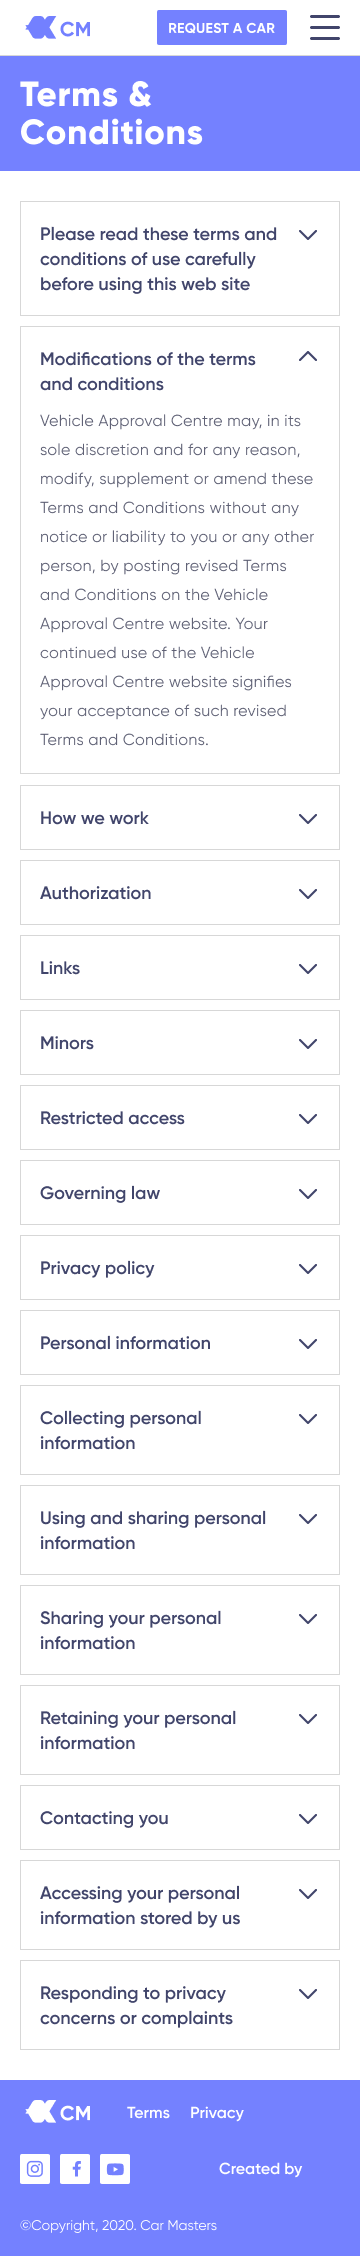 CM
REQUEST A CAR
Terms &
Conditions
Please read these terms and
conditions of use carefully
before using this web site
Modifications of the terms
and conditions
Vehicle Approval Centre may, in its
sole discretion and for any reason,
modify, supplement or amend these
Terms and Conditions without any
notice or liability to you or any other
person, by posting revised Terms
and Conditions on the Vehicle
Approval Centre website. Your
continued use of the Vehicle
Approval Centre website signifies
your acceptance of such revised
Terms and Conditions.
How we work
Authorization
Links
Minors
Restricted access
Governing law
Privacy policy
Personal information
Collecting personal
information
Using and sharing personal
information
Sharing your personal
information
Retaining your personal
information
Contacting you
Accessing your personal
information stored by us
Responding to privacy
concerns or complaints
CM Terms Privacy
Created by
©Copyright, 2020. Car Masters